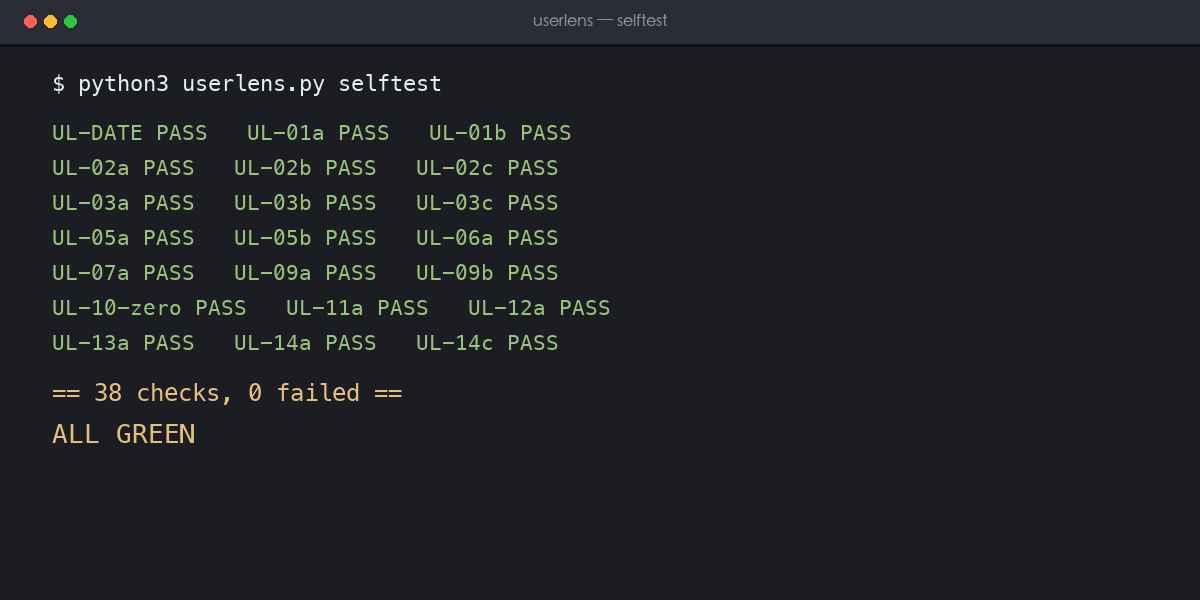 userlens — selftest
$ python3 userlens.py selftest
UL-DATE PASS   UL-01a PASS   UL-01b PASS
UL-02a PASS   UL-02b PASS   UL-02c PASS
UL-03a PASS   UL-03b PASS   UL-03c PASS
UL-05a PASS   UL-05b PASS   UL-06a PASS
UL-07a PASS   UL-09a PASS   UL-09b PASS
UL-10-zero PASS   UL-11a PASS   UL-12a PASS
UL-13a PASS   UL-14a PASS   UL-14c PASS
== 38 checks, 0 failed ==
ALL GREEN